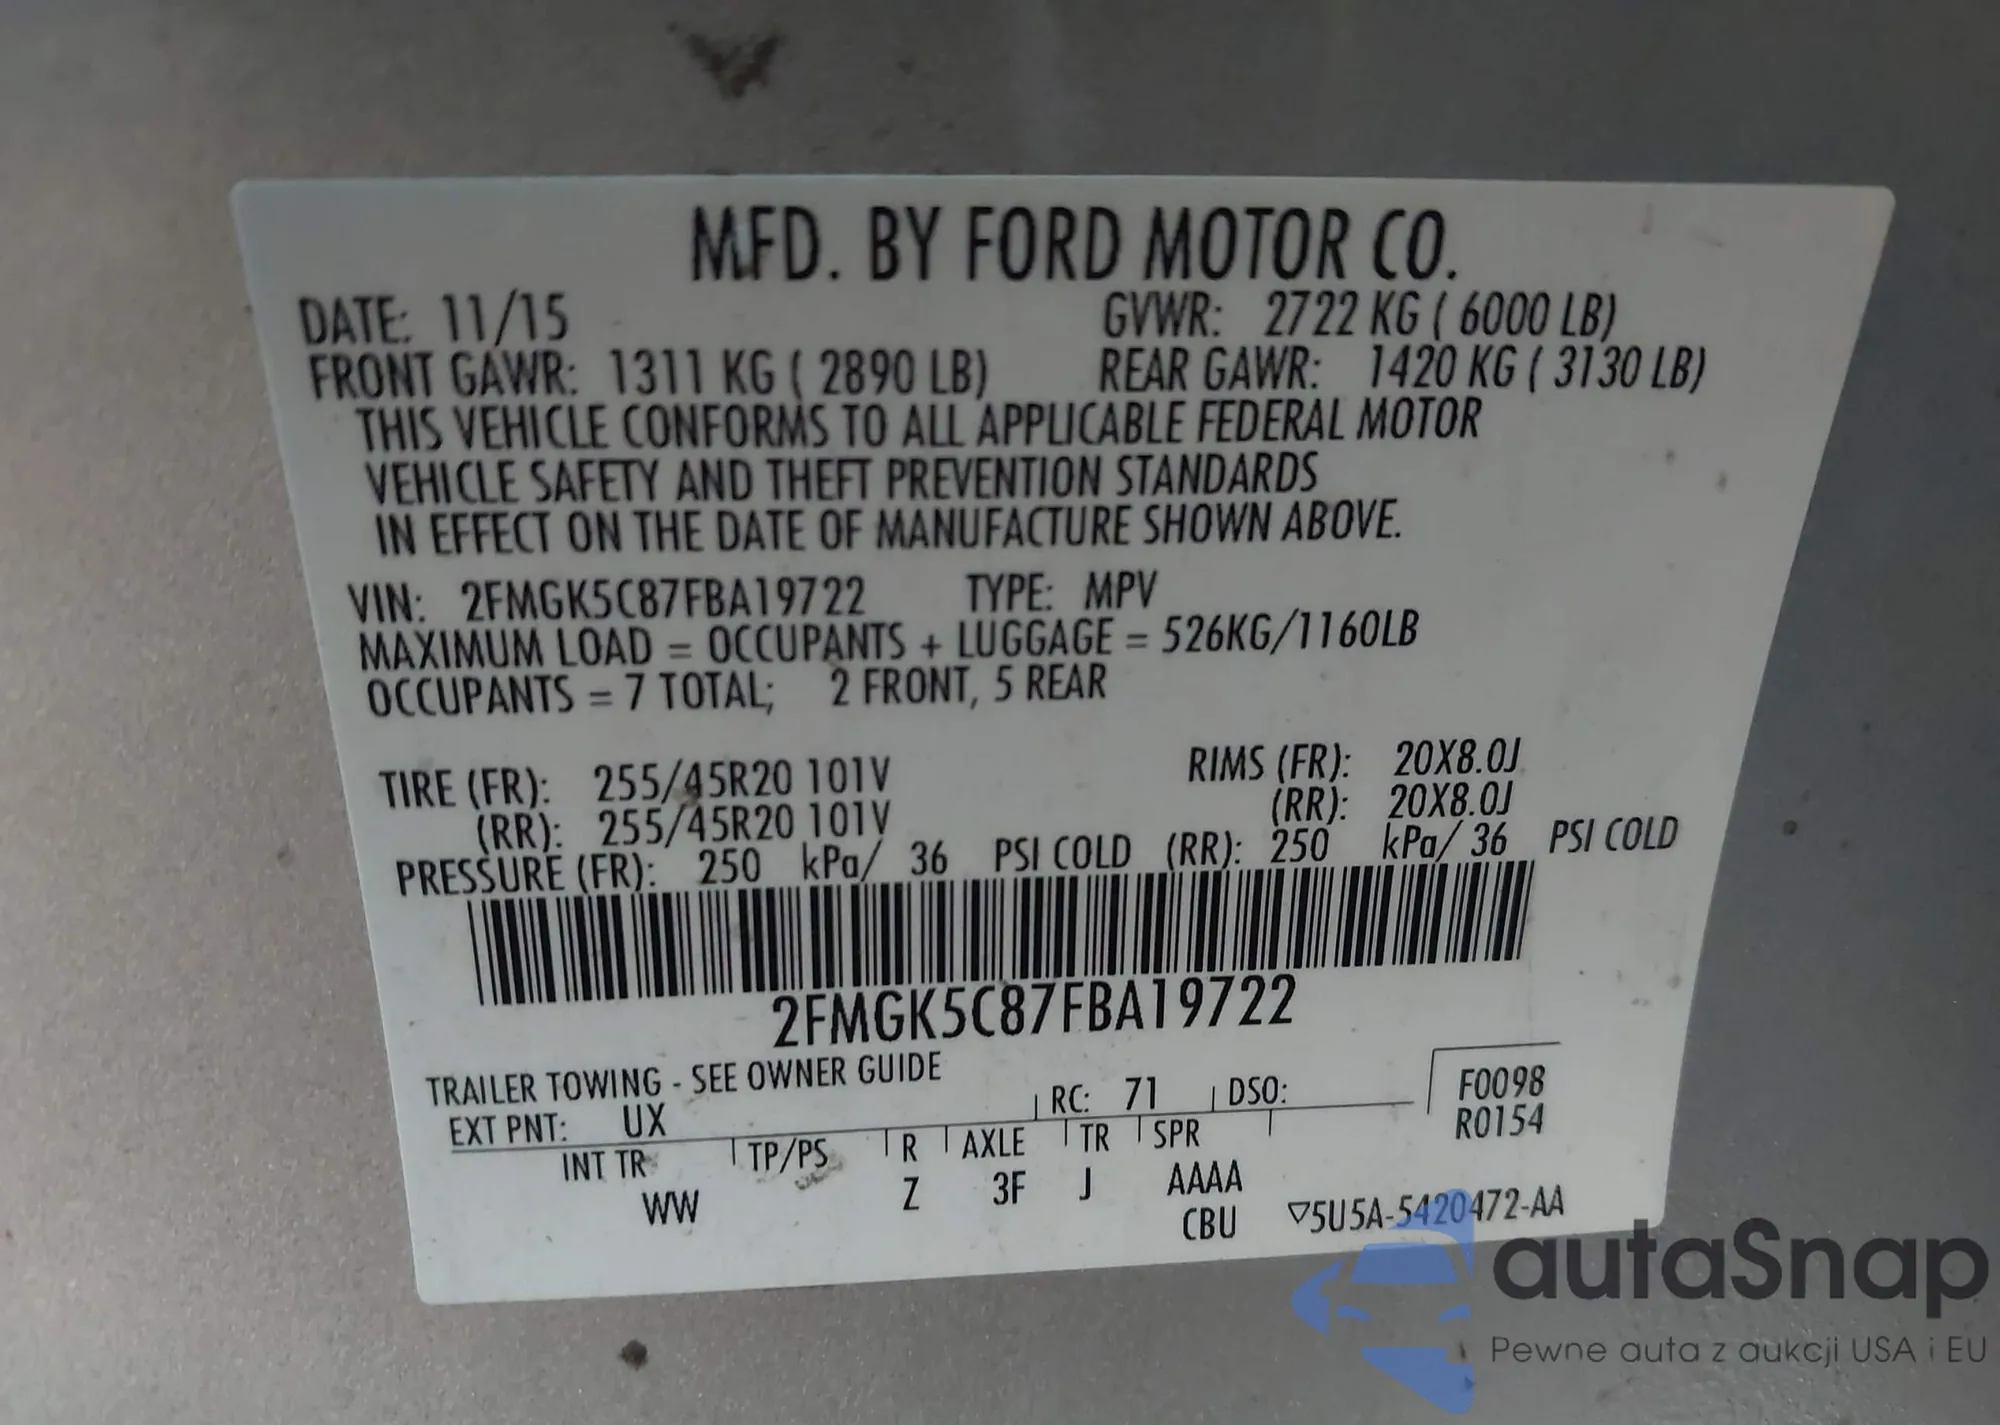 MFD. BY FORD MOTOR CO.
DATE: 11/15 GVWR: 2722 KG ( 6000 LB)
FRONT GAWR: 1311 KG ( 2890 LB) REAR GAWR: 1420 KG ( 3130 LB)
THIS VEHICLE CONFORMS TO ALL APPLICABLE FEDERAL MOTOR
VEHICLE SAFETY AND THEFT PREVENTION STANDARDS
IN EFFECT ON THE DATE OF MANUFACTURE SHOWN ABOVE.
VIN: 2FMGK5C87FBA19722 TYPE: MPV
MAXIMUM LOAD = OCCUPANTS + LUGGAGE = 526KG/1160LB
OCCUPANTS = 7 TOTAL; 2 FRONT, 5 REAR
TIRE (FR): 255/45R20 101V RIMS (FR): 20X8.0J
(RR): 255/45R20 101V (RR): 20X8.0J
PRESSURE (FR): 250 kPa/ 36 PSI COLD (RR): 250 kPa/ 36 PSI COLD
2FMGK5C87FBA19722
TRAILER TOWING - SEE OWNER GUIDE
EXT PNT: UX RC: 71 DSO: F0098
R0154
INT TR TP/PS R AXLE TR SPR
WW Z 3F J AAAA
CBU ▽5U5A-5420472-AA
autaSnap
Pewne auta z aukcji USA i EU